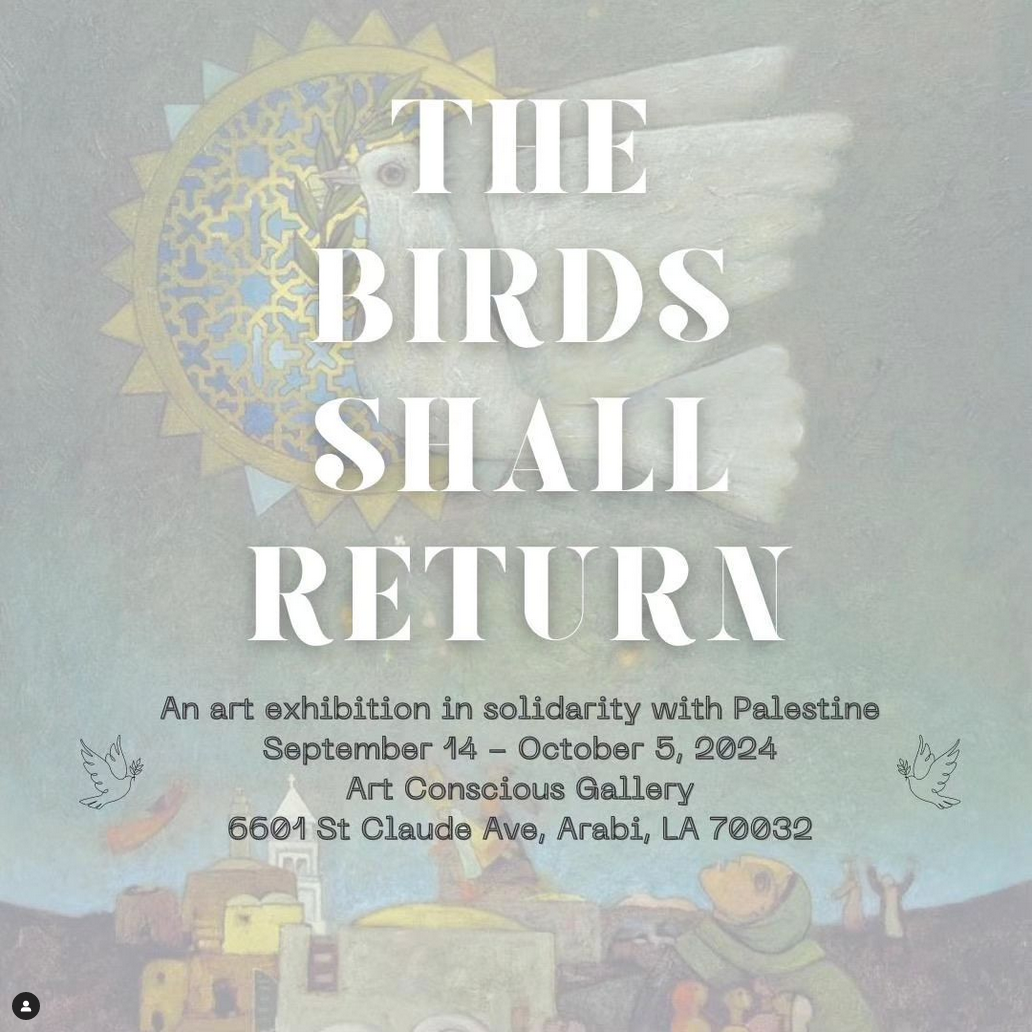 THE
BIRDS
SHALL
RETURN
An art exhibition in solidarity with Palestine
September 14 – October 5, 2024
Art Conscious Gallery
6601 St Claude Ave, Arabi, LA 70032